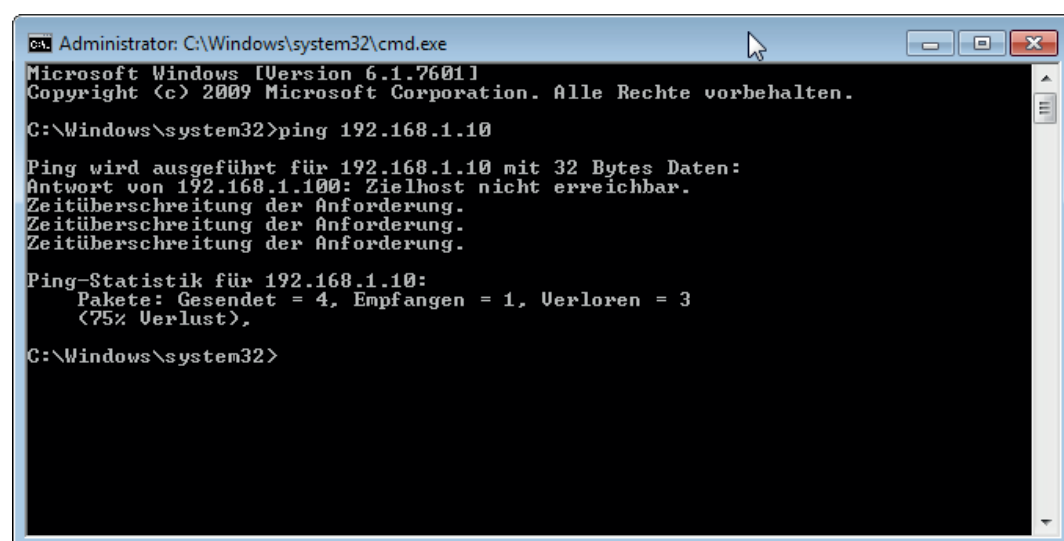 Administrator: C:\Windows\system32\cmd.exe
Microsoft Windows [Version 6.1.7601]
Copyright (c) 2009 Microsoft Corporation. Alle Rechte vorbehalten.
C:\Windows\system32>ping 192.168.1.10
Ping wird ausgeführt für 192.168.1.10 mit 32 Bytes Daten:
Antwort von 192.168.1.100: Zielhost nicht erreichbar.
Zeitüberschreitung der Anforderung.
Zeitüberschreitung der Anforderung.
Zeitüberschreitung der Anforderung.
Ping-Statistik für 192.168.1.10:
Pakete: Gesendet = 4, Empfangen = 1, Verloren = 3
(75% Verlust),
C:\Windows\system32>